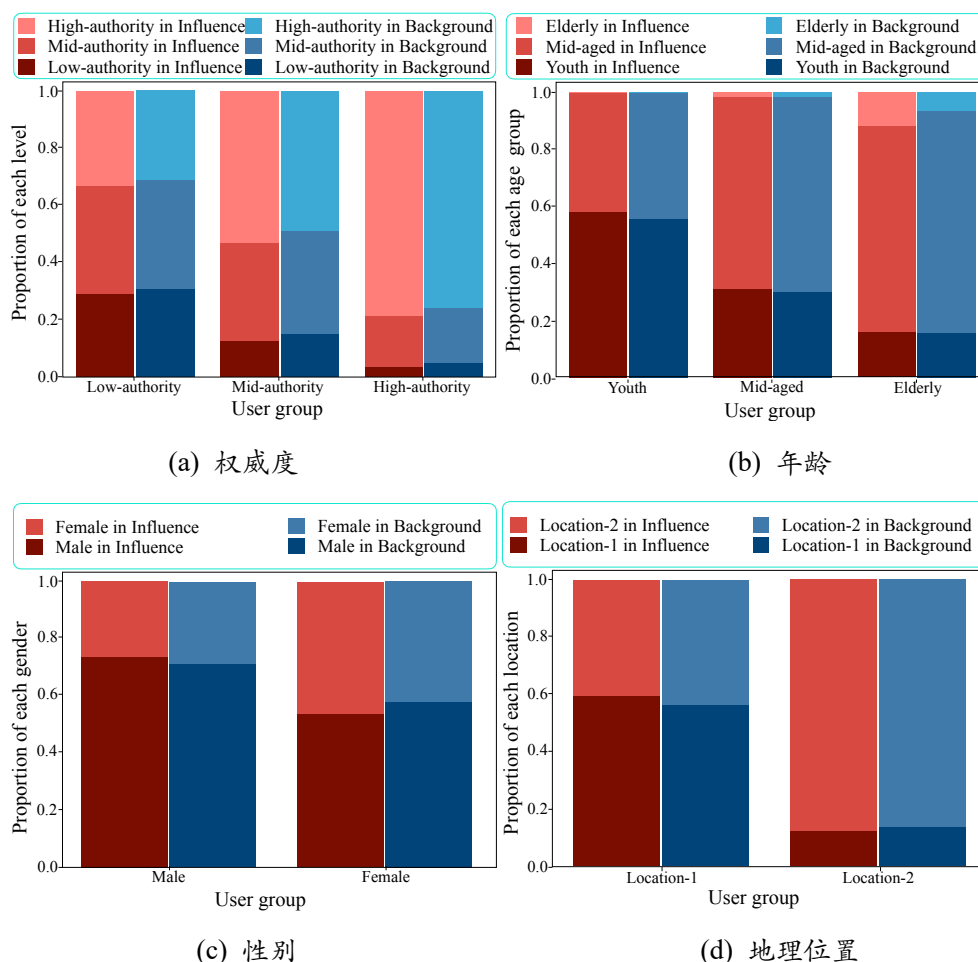 High-authority in Influence High-authority in Background
Mid-authority in Influence Mid-authority in Background
Low-authority in Influence Low-authority in Background
Proportion of each level
1.0
0.8
0.6
0.4
0.2
0.0
Low-authority Mid-authority High-authority
User group
(a) 权威度
Elderly in Influence Elderly in Background
Mid-aged in Influence Mid-aged in Background
Youth in Influence Youth in Background
Proportion of each age group
1.0
0.8
0.6
0.4
0.2
0.0
Youth Mid-aged Elderly
User group
(b) 年龄
Female in Influence Female in Background
Male in Influence Male in Background
Proportion of each gender
1.0
0.8
0.6
0.4
0.2
0.0
Male Female
User group
(c) 性别
Location-2 in Influence Location-2 in Background
Location-1 in Influence Location-1 in Background
Proportion of each location
1.0
0.8
0.6
0.4
0.2
0.0
Location-1 Location-2
User group
(d) 地理位置